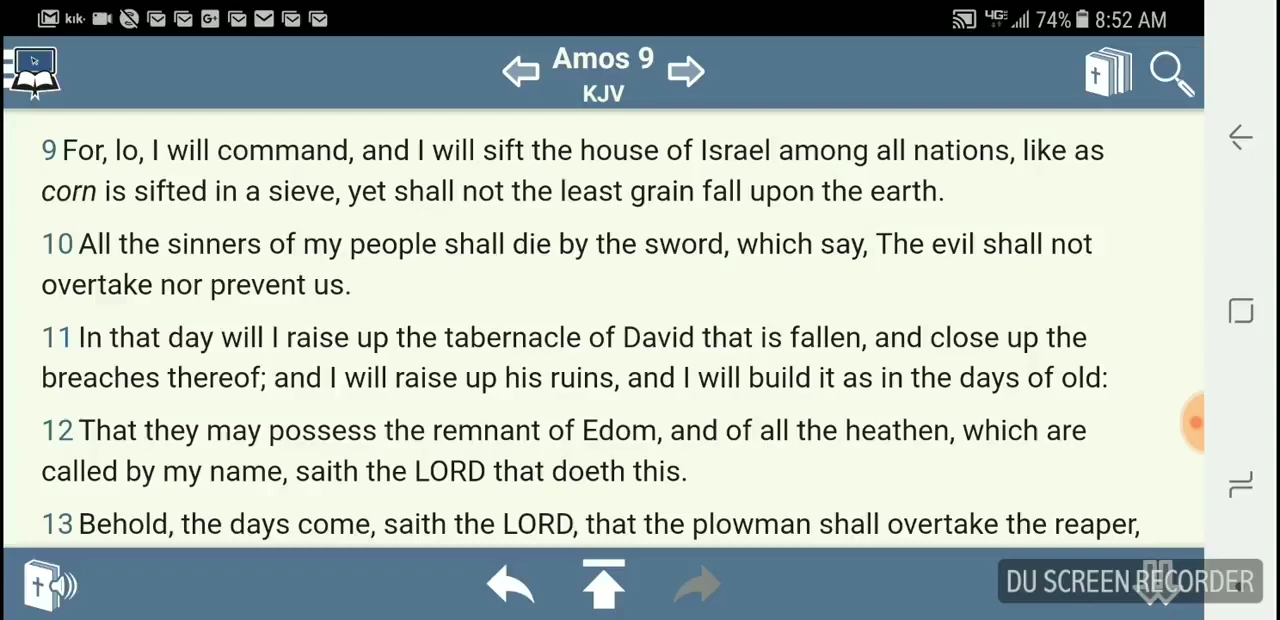 kik. G+ 4GE 74% 8:52 AM
Amos 9
KJV
9 For, lo, I will command, and I will sift the house of Israel among all nations, like as
corn is sifted in a sieve, yet shall not the least grain fall upon the earth.
10 All the sinners of my people shall die by the sword, which say, The evil shall not
overtake nor prevent us.
11 In that day will I raise up the tabernacle of David that is fallen, and close up the
breaches thereof; and I will raise up his ruins, and I will build it as in the days of old:
12 That they may possess the remnant of Edom, and of all the heathen, which are
called by my name, saith the LORD that doeth this.
13 Behold, the days come, saith the LORD, that the plowman shall overtake the reaper,
DU SCREEN RECORDER